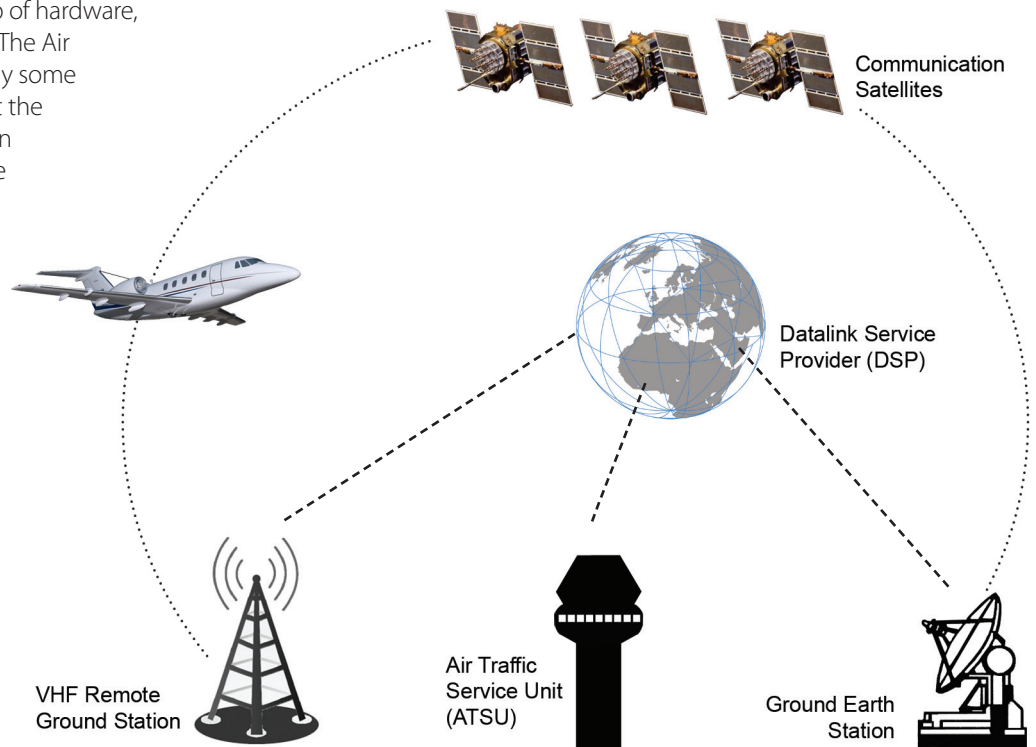 of hardware,
The Air
y some
the
n
e
Communication
Satellites
Datalink Service
Provider (DSP)
VHF Remote
Ground Station
Air Traffic
Service Unit
(ATSU)
Ground Earth
Station